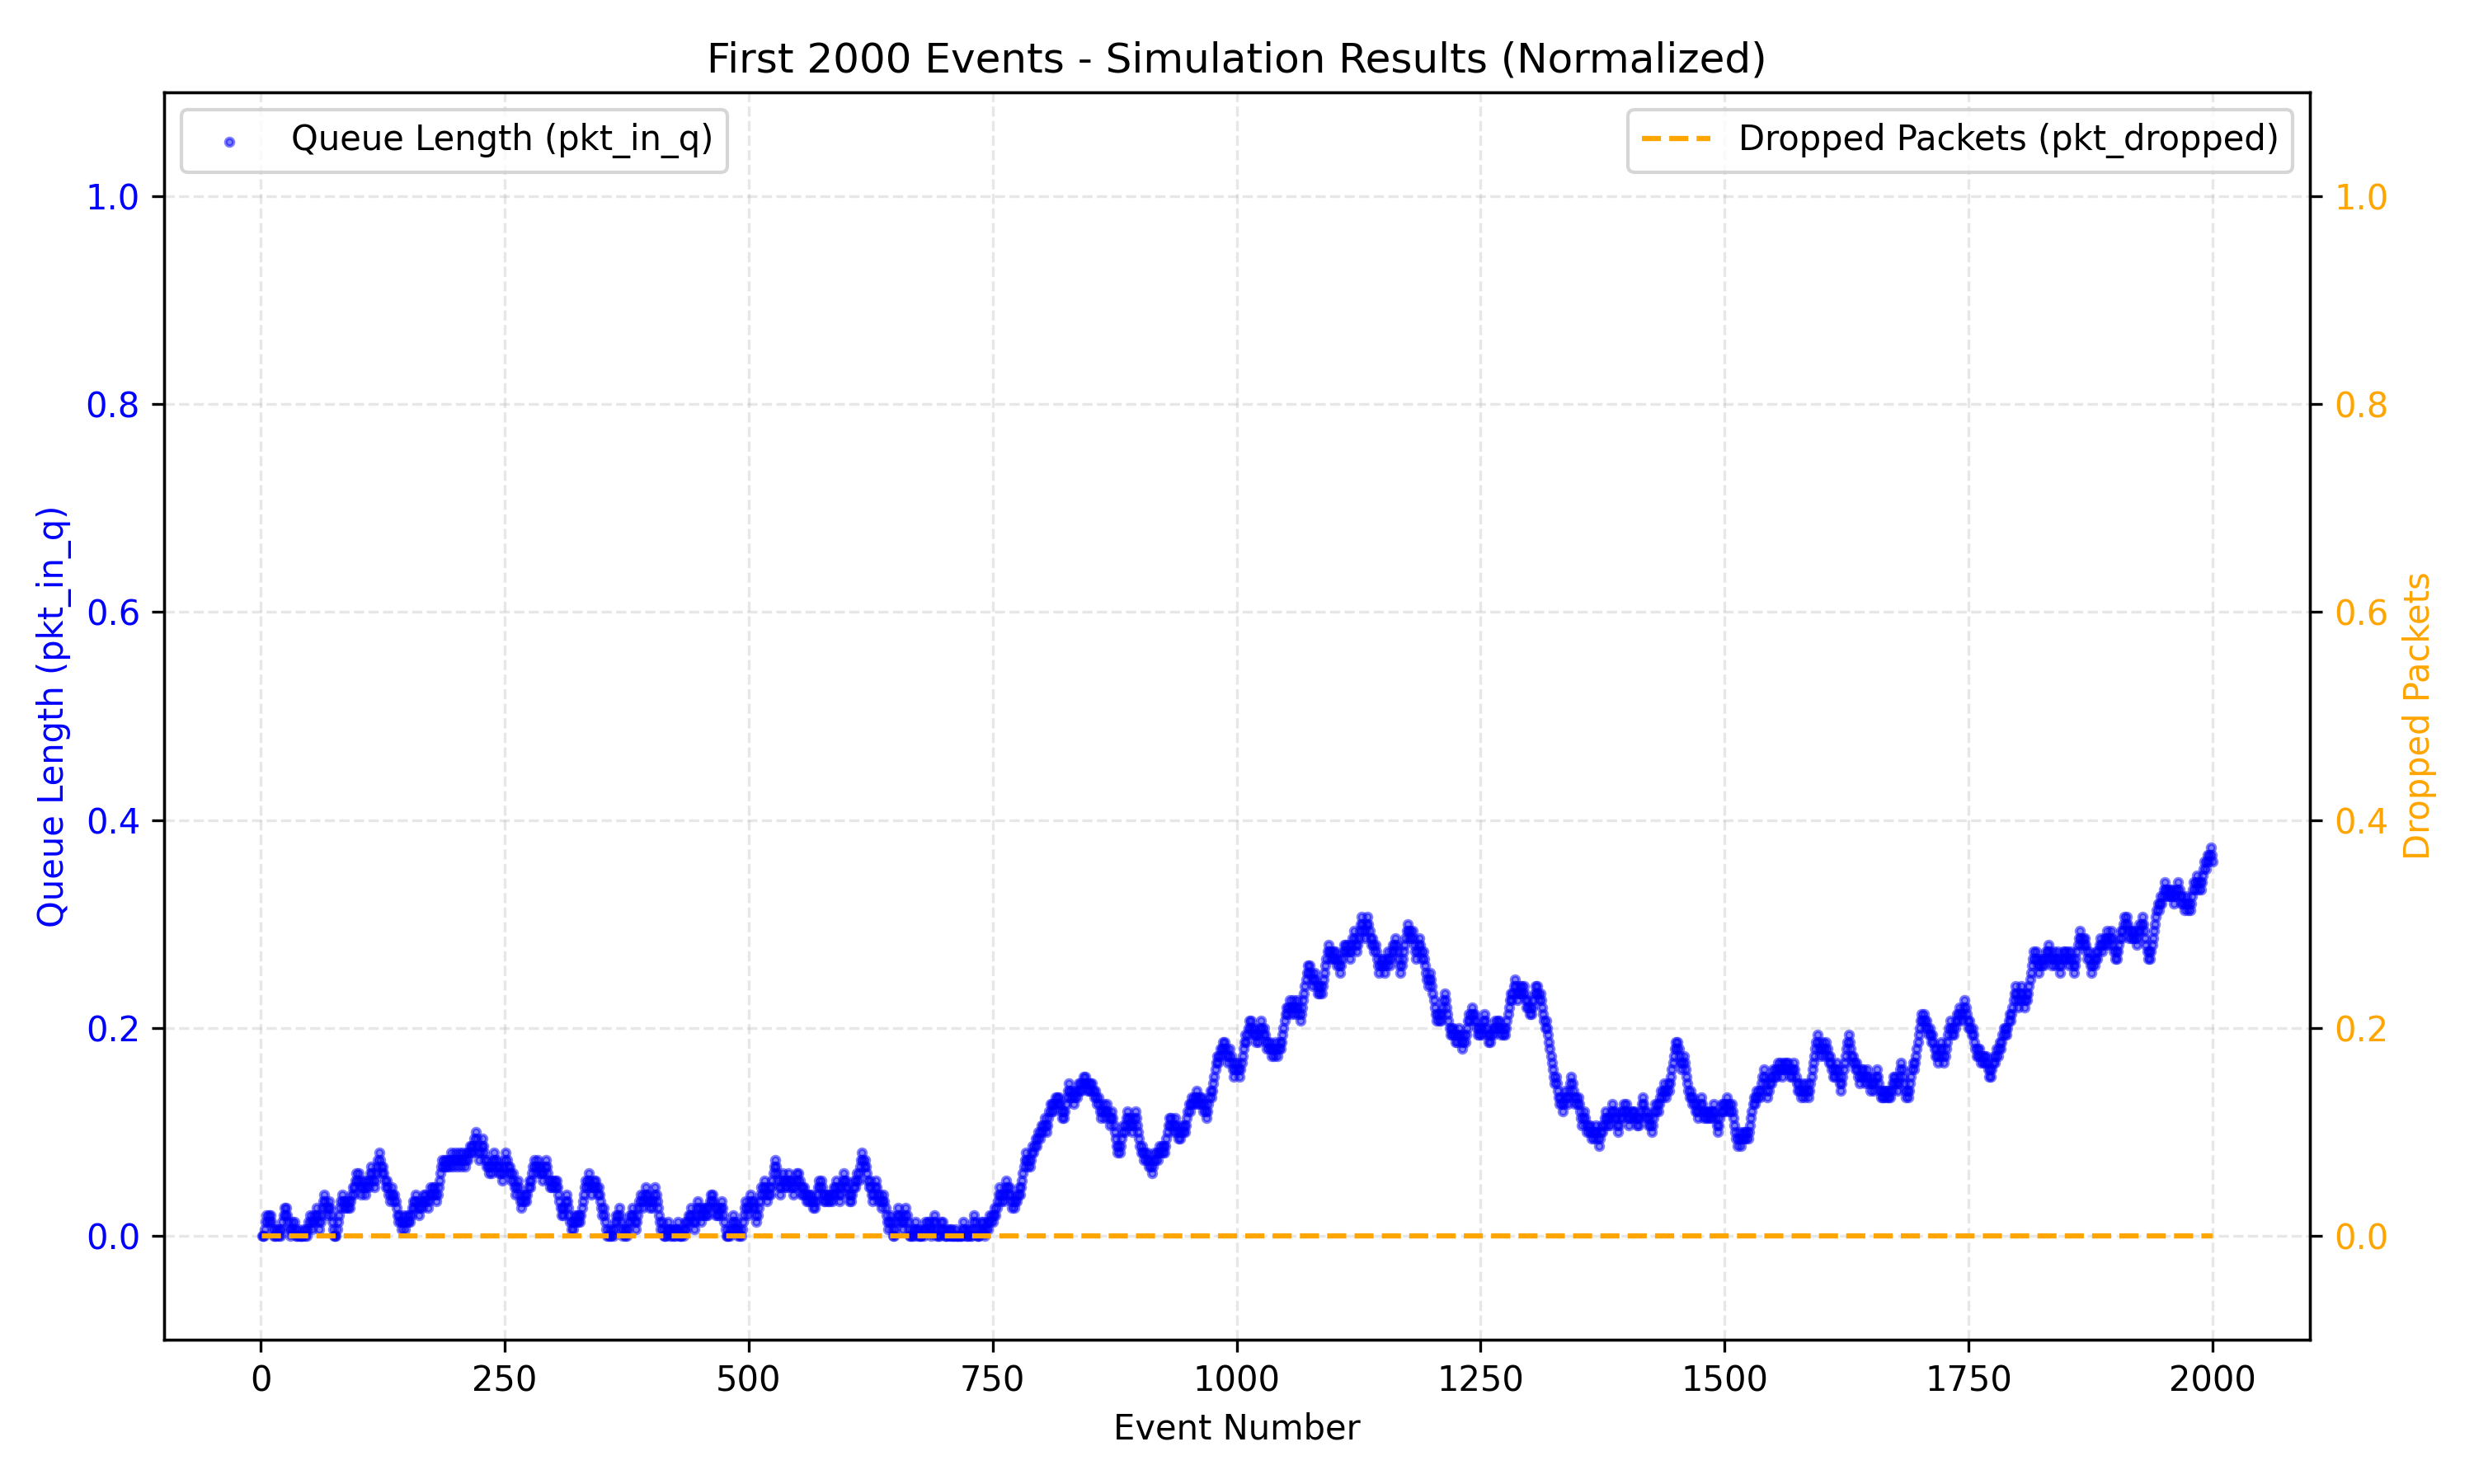 First 2000 Events - Simulation Results (Normalized)
Queue Length (pkt_in_q)
Dropped Packets (pkt_dropped)
1.0
0.8
0.6
0.4
0.2
0.0
Queue Length (pkt_in_q)
1.0
0.8
0.6
0.4
0.2
0.0
Dropped Packets
0 250 500 750 1000 1250 1500 1750 2000
Event Number